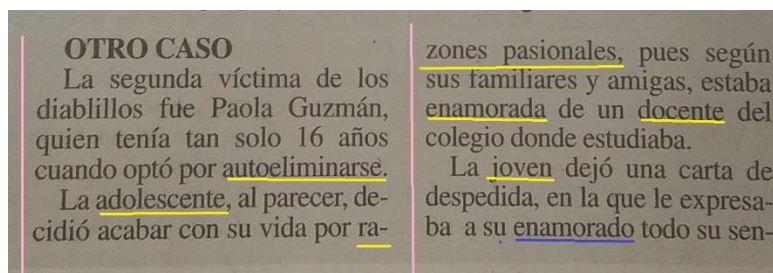 OTRO CASO
La segunda víctima de los
diablillos fue Paola Guzmán,
quien tenía tan solo 16 años
cuando optó por autoeliminarse.
La adolescente, al parecer, de-
cidió acabar con su vida por ra-
zones pasionales, pues según
sus familiares y amigas, estaba
enamorada de un docente del
colegio donde estudiaba.
La joven dejó una carta de
despedida, en la que le expresa-
ba a su enamorado todo su sen-